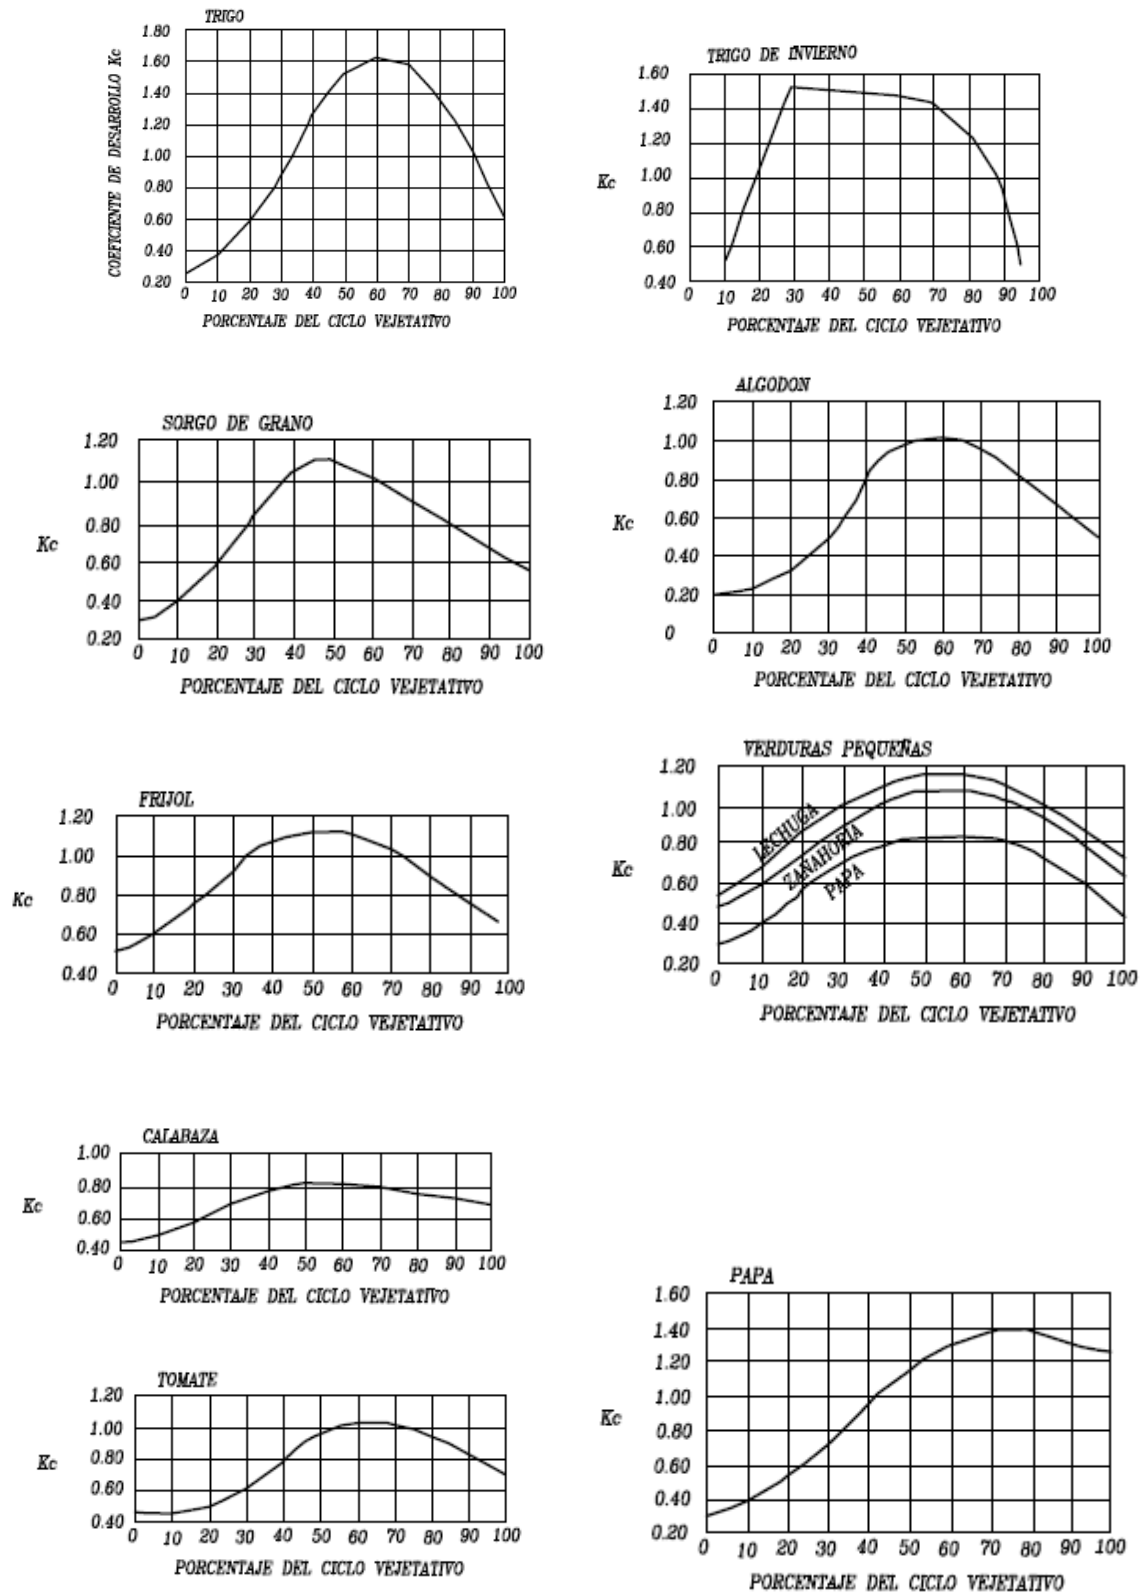 TRIGO
COEFICIENTE DE DESARROLLO Kc
1.80
1.60
1.40
1.20
1.00
0.80
0.60
0.40
0.20
0 10 20 30 40 50 60 70 80 90 100
PORCENTAJE DEL CICLO VEJETATIVO
TRIGO DE INVIERNO
Kc
1.60
1.40
1.20
1.00
0.80
0.60
0.40
0 10 20 30 40 50 60 70 80 90 100
PORCENTAJE DEL CICLO VEJETATIVO
SORGO DE GRANO
Kc
1.20
1.00
0.80
0.60
0.40
0.20
0 10 20 30 40 50 60 70 80 90 100
PORCENTAJE DEL CICLO VEJETATIVO
ALGODON
Kc
1.20
1.00
0.80
0.60
0.40
0.20
0
0 10 20 30 40 50 60 70 80 90 100
PORCENTAJE DEL CICLO VEJETATIVO
FRIJOL
Kc
1.20
1.00
0.80
0.60
0.40
0 10 20 30 40 50 60 70 80 90 100
PORCENTAJE DEL CICLO VEJETATIVO
VERDURAS PEQUEÑAS
Kc
1.20
1.00
0.80
0.60
0.40
0.20
LECHUGA
ZANAHORIA
PAPA
0 10 20 30 40 50 60 70 80 90 100
PORCENTAJE DEL CICLO VEJETATIVO
CALABAZA
Kc
1.00
0.80
0.60
0.40
0 10 20 30 40 50 60 70 80 90 100
PORCENTAJE DEL CICLO VEJETATIVO
TOMATE
Kc
1.20
1.00
0.80
0.60
0.40
0 10 20 30 40 50 60 70 80 90 100
PORCENTAJE DEL CICLO VEJETATIVO
PAPA
Kc
1.60
1.40
1.20
1.00
0.80
0.60
0.40
0.20
0 10 20 30 40 50 60 70 80 90 100
PORCENTAJE DEL CICLO VEJETATIVO